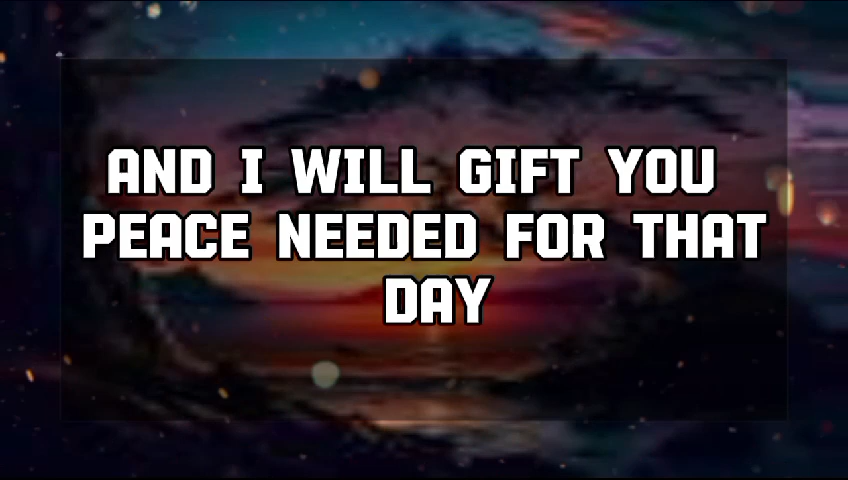 AND I WILL GIFT YOU
PEACE NEEDED FOR THAT
DAY